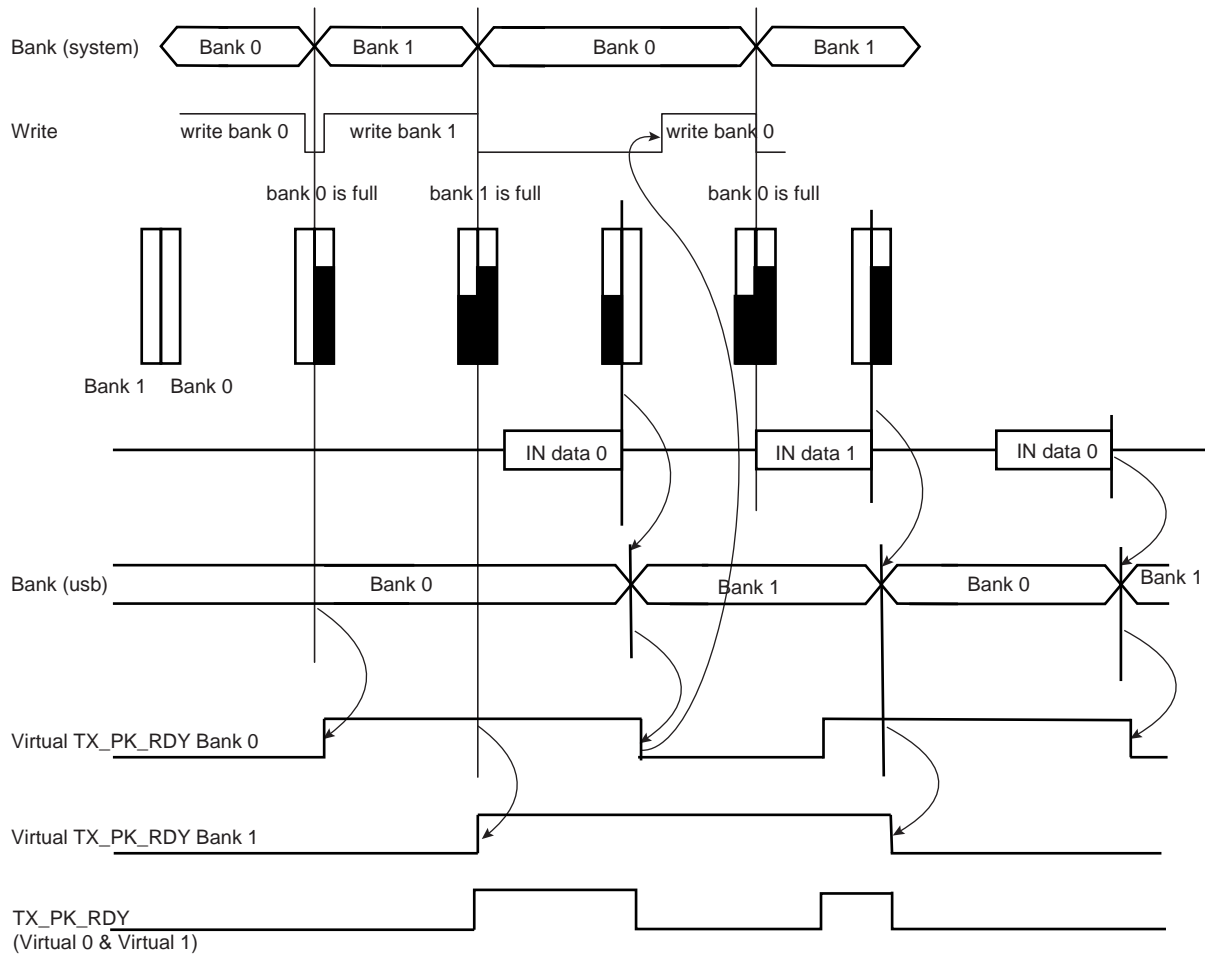 Bank (system)
Bank 0
Bank 1
Bank 0
Bank 1
Write
write bank 0
write bank 1
write bank 0
bank 0 is full
bank 1 is full
bank 0 is full
Bank 1
Bank 0
IN data 0
IN data 1
IN data 0
Bank (usb)
Bank 0
Bank 1
Bank 0
Bank 1
Virtual TX_PK_RDY Bank 0
Virtual TX_PK_RDY Bank 1
TX_PK_RDY
(Virtual 0 & Virtual 1)